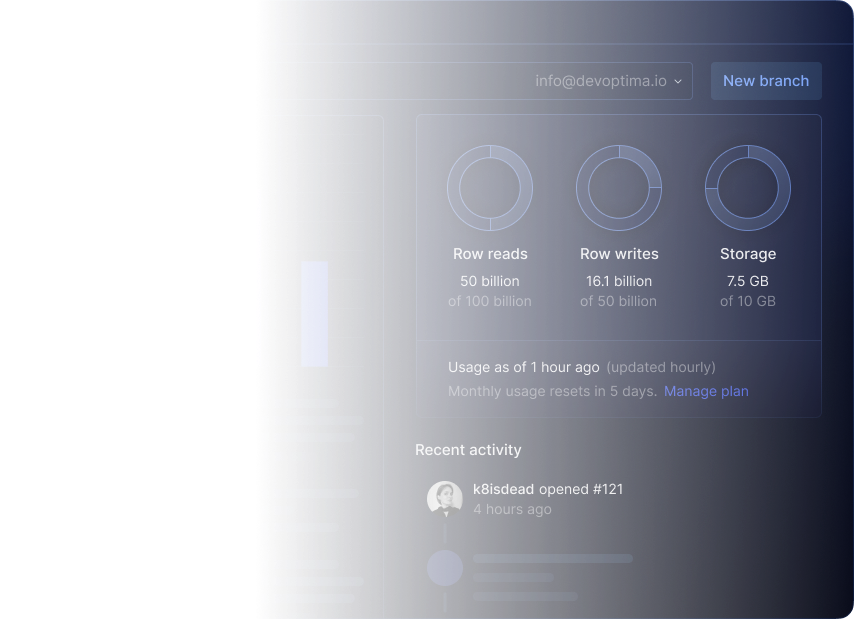 info@devoptima.io
New branch
Row reads
50 billion
of 100 billion
Row writes
16.1 billion
of 50 billion
Storage
7.5 GB
of 10 GB
Usage as of 1 hour ago (updated hourly)
Monthly usage resets in 5 days. Manage plan
Recent activity
k8isdead opened #121
4 hours ago